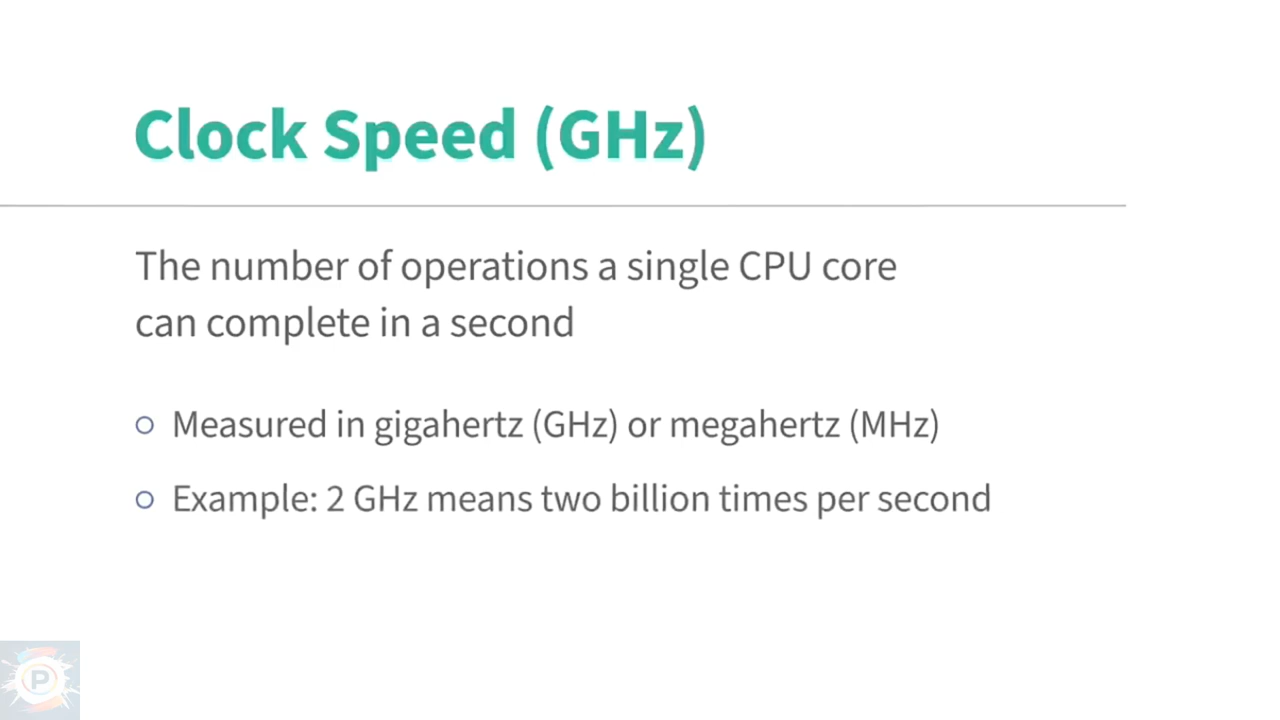 Clock Speed (GHz)
The number of operations a single CPU core
can complete in a second
Measured in gigahertz (GHz) or megahertz (MHz)
Example: 2 GHz means two billion times per second
P